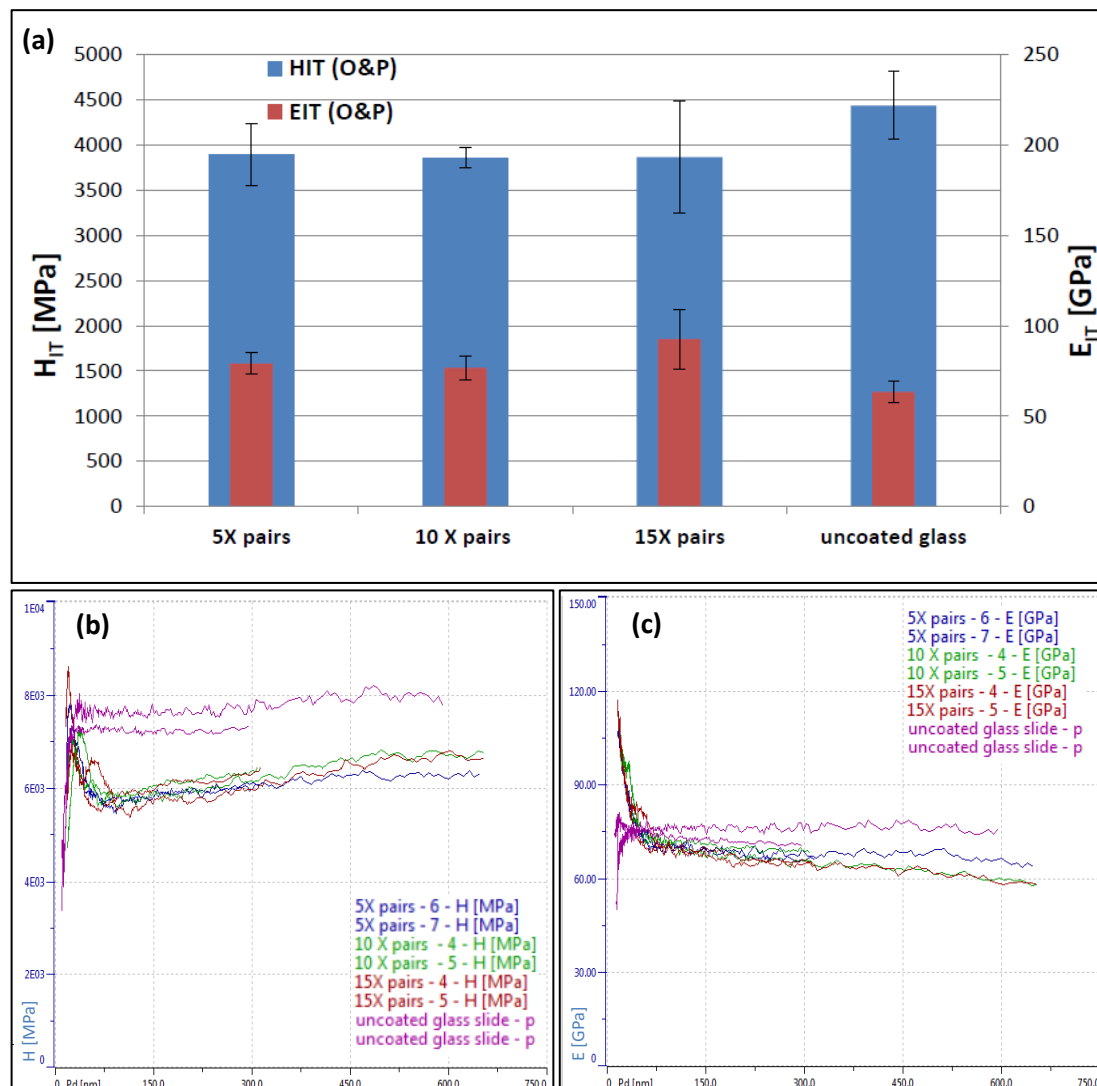 (a)
HIT (O&P)
EIT (O&P)
5000
4500
4000
3500
3000
2500
2000
1500
1000
500
0
H_IT [MPa]
250
200
150
100
50
0
E_IT [GPa]
5X pairs
10 X pairs
15X pairs
uncoated glass
(b)
1E04
8E03
6E03
4E03
2E03
0
H [MPa]
5X pairs - 6 - H [MPa]
5X pairs - 7 - H [MPa]
10 X pairs - 4 - H [MPa]
10 X pairs - 5 - H [MPa]
15X pairs - 4 - H [MPa]
15X pairs - 5 - H [MPa]
uncoated glass slide - p
uncoated glass slide - p
0 Pd [nm] 150.0 300.0 450.0 600.0 750.0
(c)
150.00
120.00
90.00
60.00
30.00
00
E [GPa]
5X pairs - 6 - E [GPa]
5X pairs - 7 - E [GPa]
10 X pairs - 4 - E [GPa]
10 X pairs - 5 - E [GPa]
15X pairs - 4 - E [GPa]
15X pairs - 5 - E [GPa]
uncoated glass slide - p
uncoated glass slide - p
0 Pd [nm] 150.0 300.0 450.0 600.0 750.0